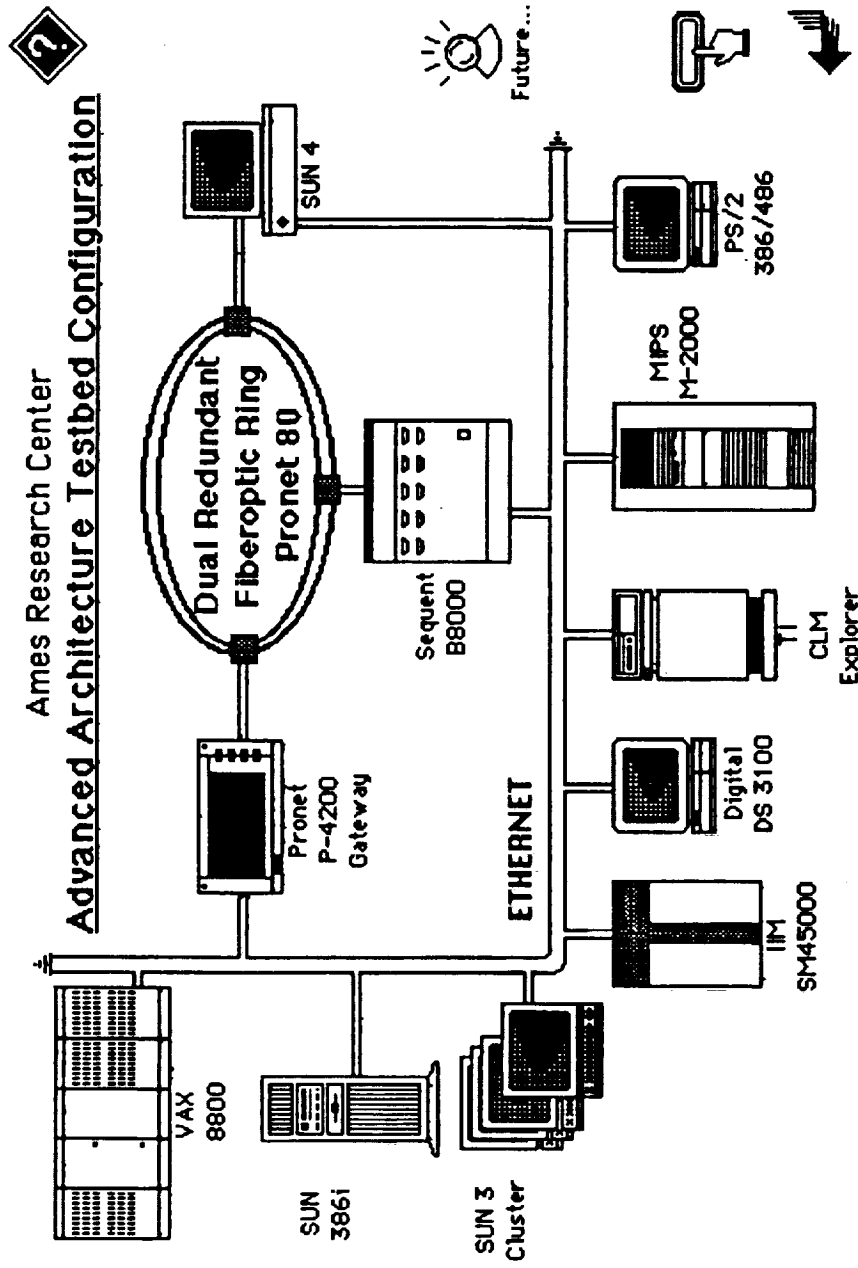 Ames Research Center
Advanced Architecture Testbed Configuration
?
VAX
8800
Pronet
P-4200
Gateway
Dual Redundant
Fiberoptic Ring
Pronet 80
SUN 4
SUN
386i
Sequent
B8000
Future...
SUN 3
Cluster
ETHERNET
IIM
SM45000
Digital
DS 3100
CLM
Explorer
MIPS
M-2000
PS/2
386/486